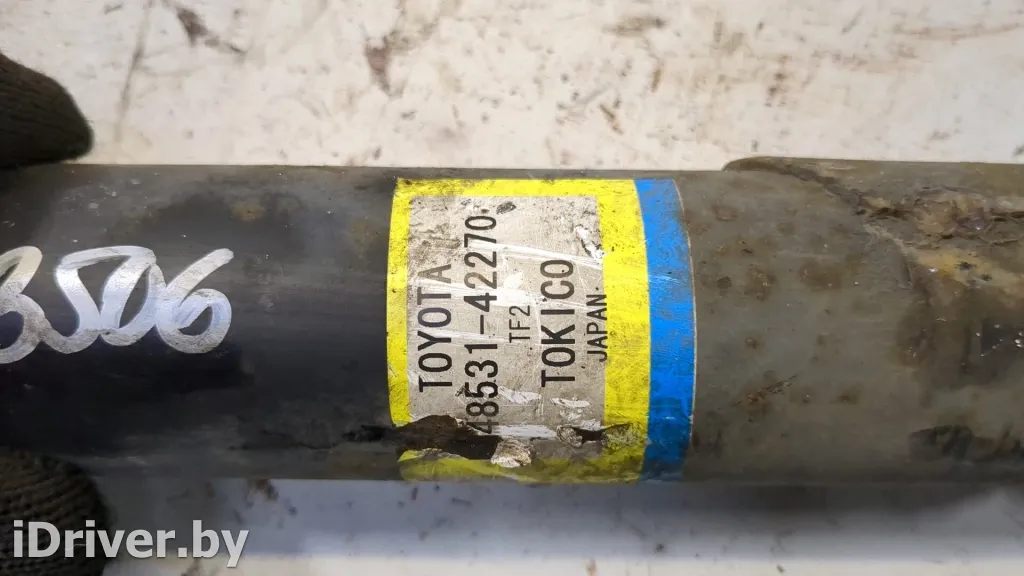 3506
TOYOTA
48531-42270
TF2
TOKICO
JAPAN
iDriver.by